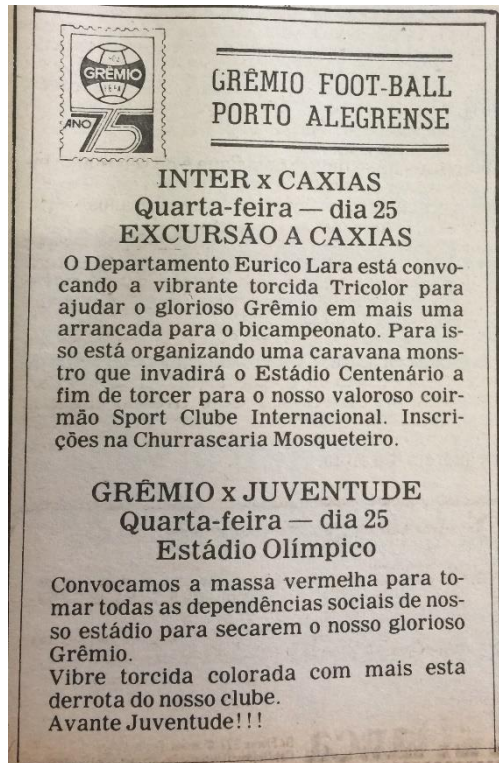 GRÊMIO
ANO 75
GRÊMIO FOOT-BALL
PORTO ALEGRENSE
INTER x CAXIAS
Quarta-feira — dia 25
EXCURSÃO A CAXIAS
O Departamento Eurico Lara está convo-
cando a vibrante torcida Tricolor para
ajudar o glorioso Grêmio em mais uma
arrancada para o bicampeonato. Para is-
so está organizando uma caravana mons-
tro que invadirá o Estádio Centenário a
fim de torcer para o nosso valoroso coir-
mão Sport Clube Internacional. Inscri-
ções na Churrascaria Mosqueteiro.
GRÊMIO x JUVENTUDE
Quarta-feira — dia 25
Estádio Olímpico
Convocamos a massa vermelha para to-
mar todas as dependências sociais de nos-
so estádio para secarem o nosso glorioso
Grêmio.
Vibre torcida colorada com mais esta
derrota do nosso clube.
Avante Juventude!!!